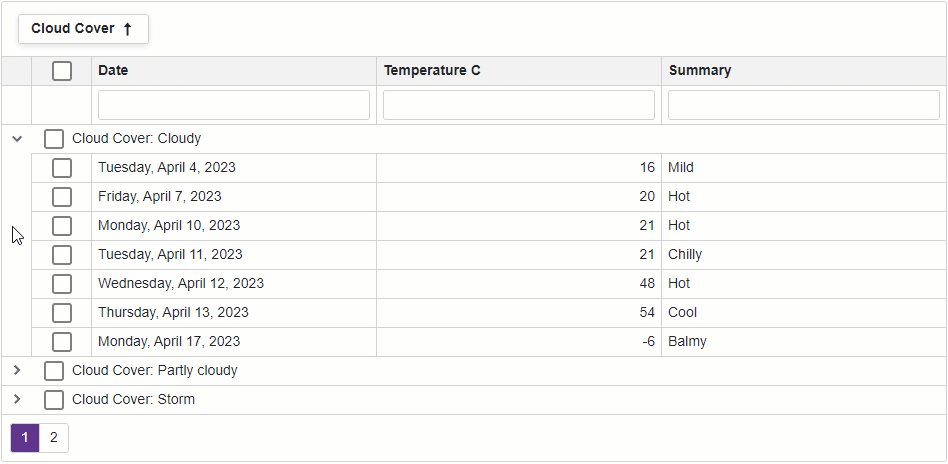 Cloud Cover ↑
Date Temperature C Summary
Cloud Cover: Cloudy
Tuesday, April 4, 2023 16 Mild
Friday, April 7, 2023 20 Hot
Monday, April 10, 2023 21 Hot
Tuesday, April 11, 2023 21 Chilly
Wednesday, April 12, 2023 48 Hot
Thursday, April 13, 2023 54 Cool
Monday, April 17, 2023 -6 Balmy
Cloud Cover: Partly cloudy
Cloud Cover: Storm
1 2